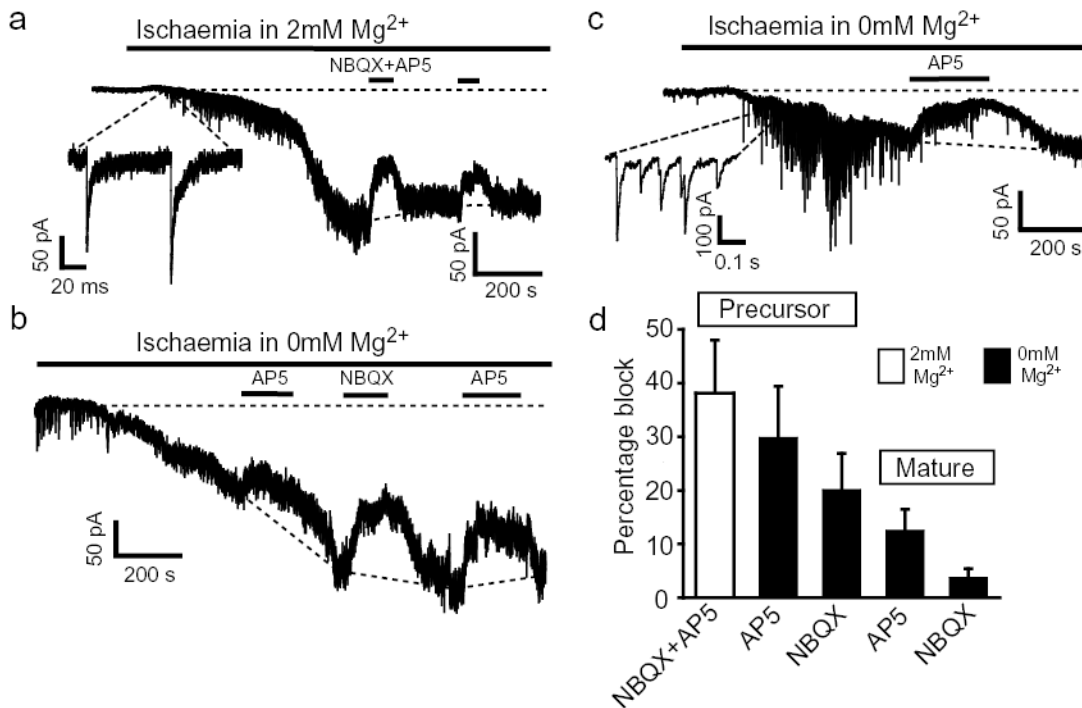 a
Ischaemia in 2mM Mg²⁺
NBQX+AP5
50 pA
20 ms
50 pA
200 s
b
Ischaemia in 0mM Mg²⁺
AP5
NBQX
AP5
50 pA
200 s
c
Ischaemia in 0mM Mg²⁺
AP5
100 pA
0.1 s
50 pA
200 s
d
Percentage block
50
40
30
20
10
0
Precursor
Mature
2mM
Mg²⁺
0mM
Mg²⁺
NBQX+AP5
AP5
NBQX
AP5
NBQX